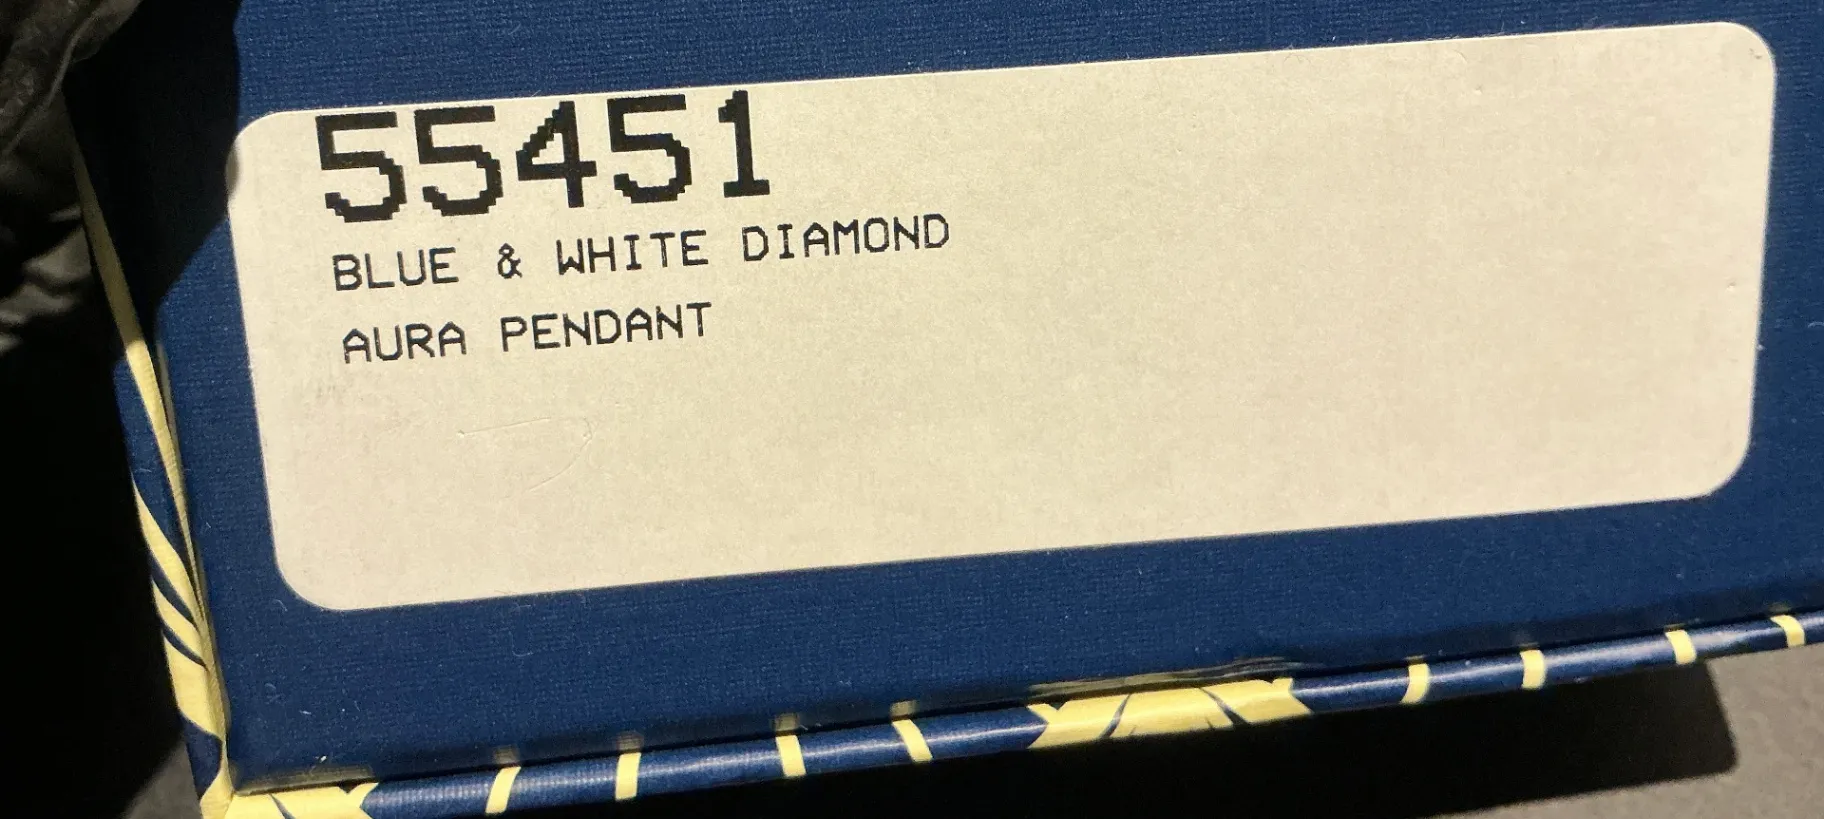 55451
BLUE & WHITE DIAMOND
AURA PENDANT